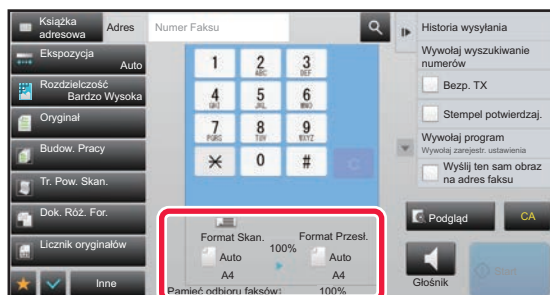 Książka
adresowa
Adres
Numer Faksu
Historia wysyłania
Ekspozycja
Auto
Wywołaj wyszukiwanie
numerów
Rozdzielczość
Bardzo Wysoka
Bezp. TX
Oryginał
Stempel potwierdzaj.
Budow. Pracy
Wywołaj program
Wywołaj zarejestr. ustawienia
Tr. Pow. Skan.
Wyślij ten sam obraz
na adres faksu
Dok. Róż. For.
Licznik oryginałów
Inne
1 2 3
ABC DEF
4 5 6
GHI JKL MNO
7 8 9
PQRS TUV WXYZ
0 #
C
Format Skan.
100%
Format Przesł.
Auto
Auto
A4
A4
Pamięć odbioru faksów: 100%
Podgląd
CA
Głośnik
Start